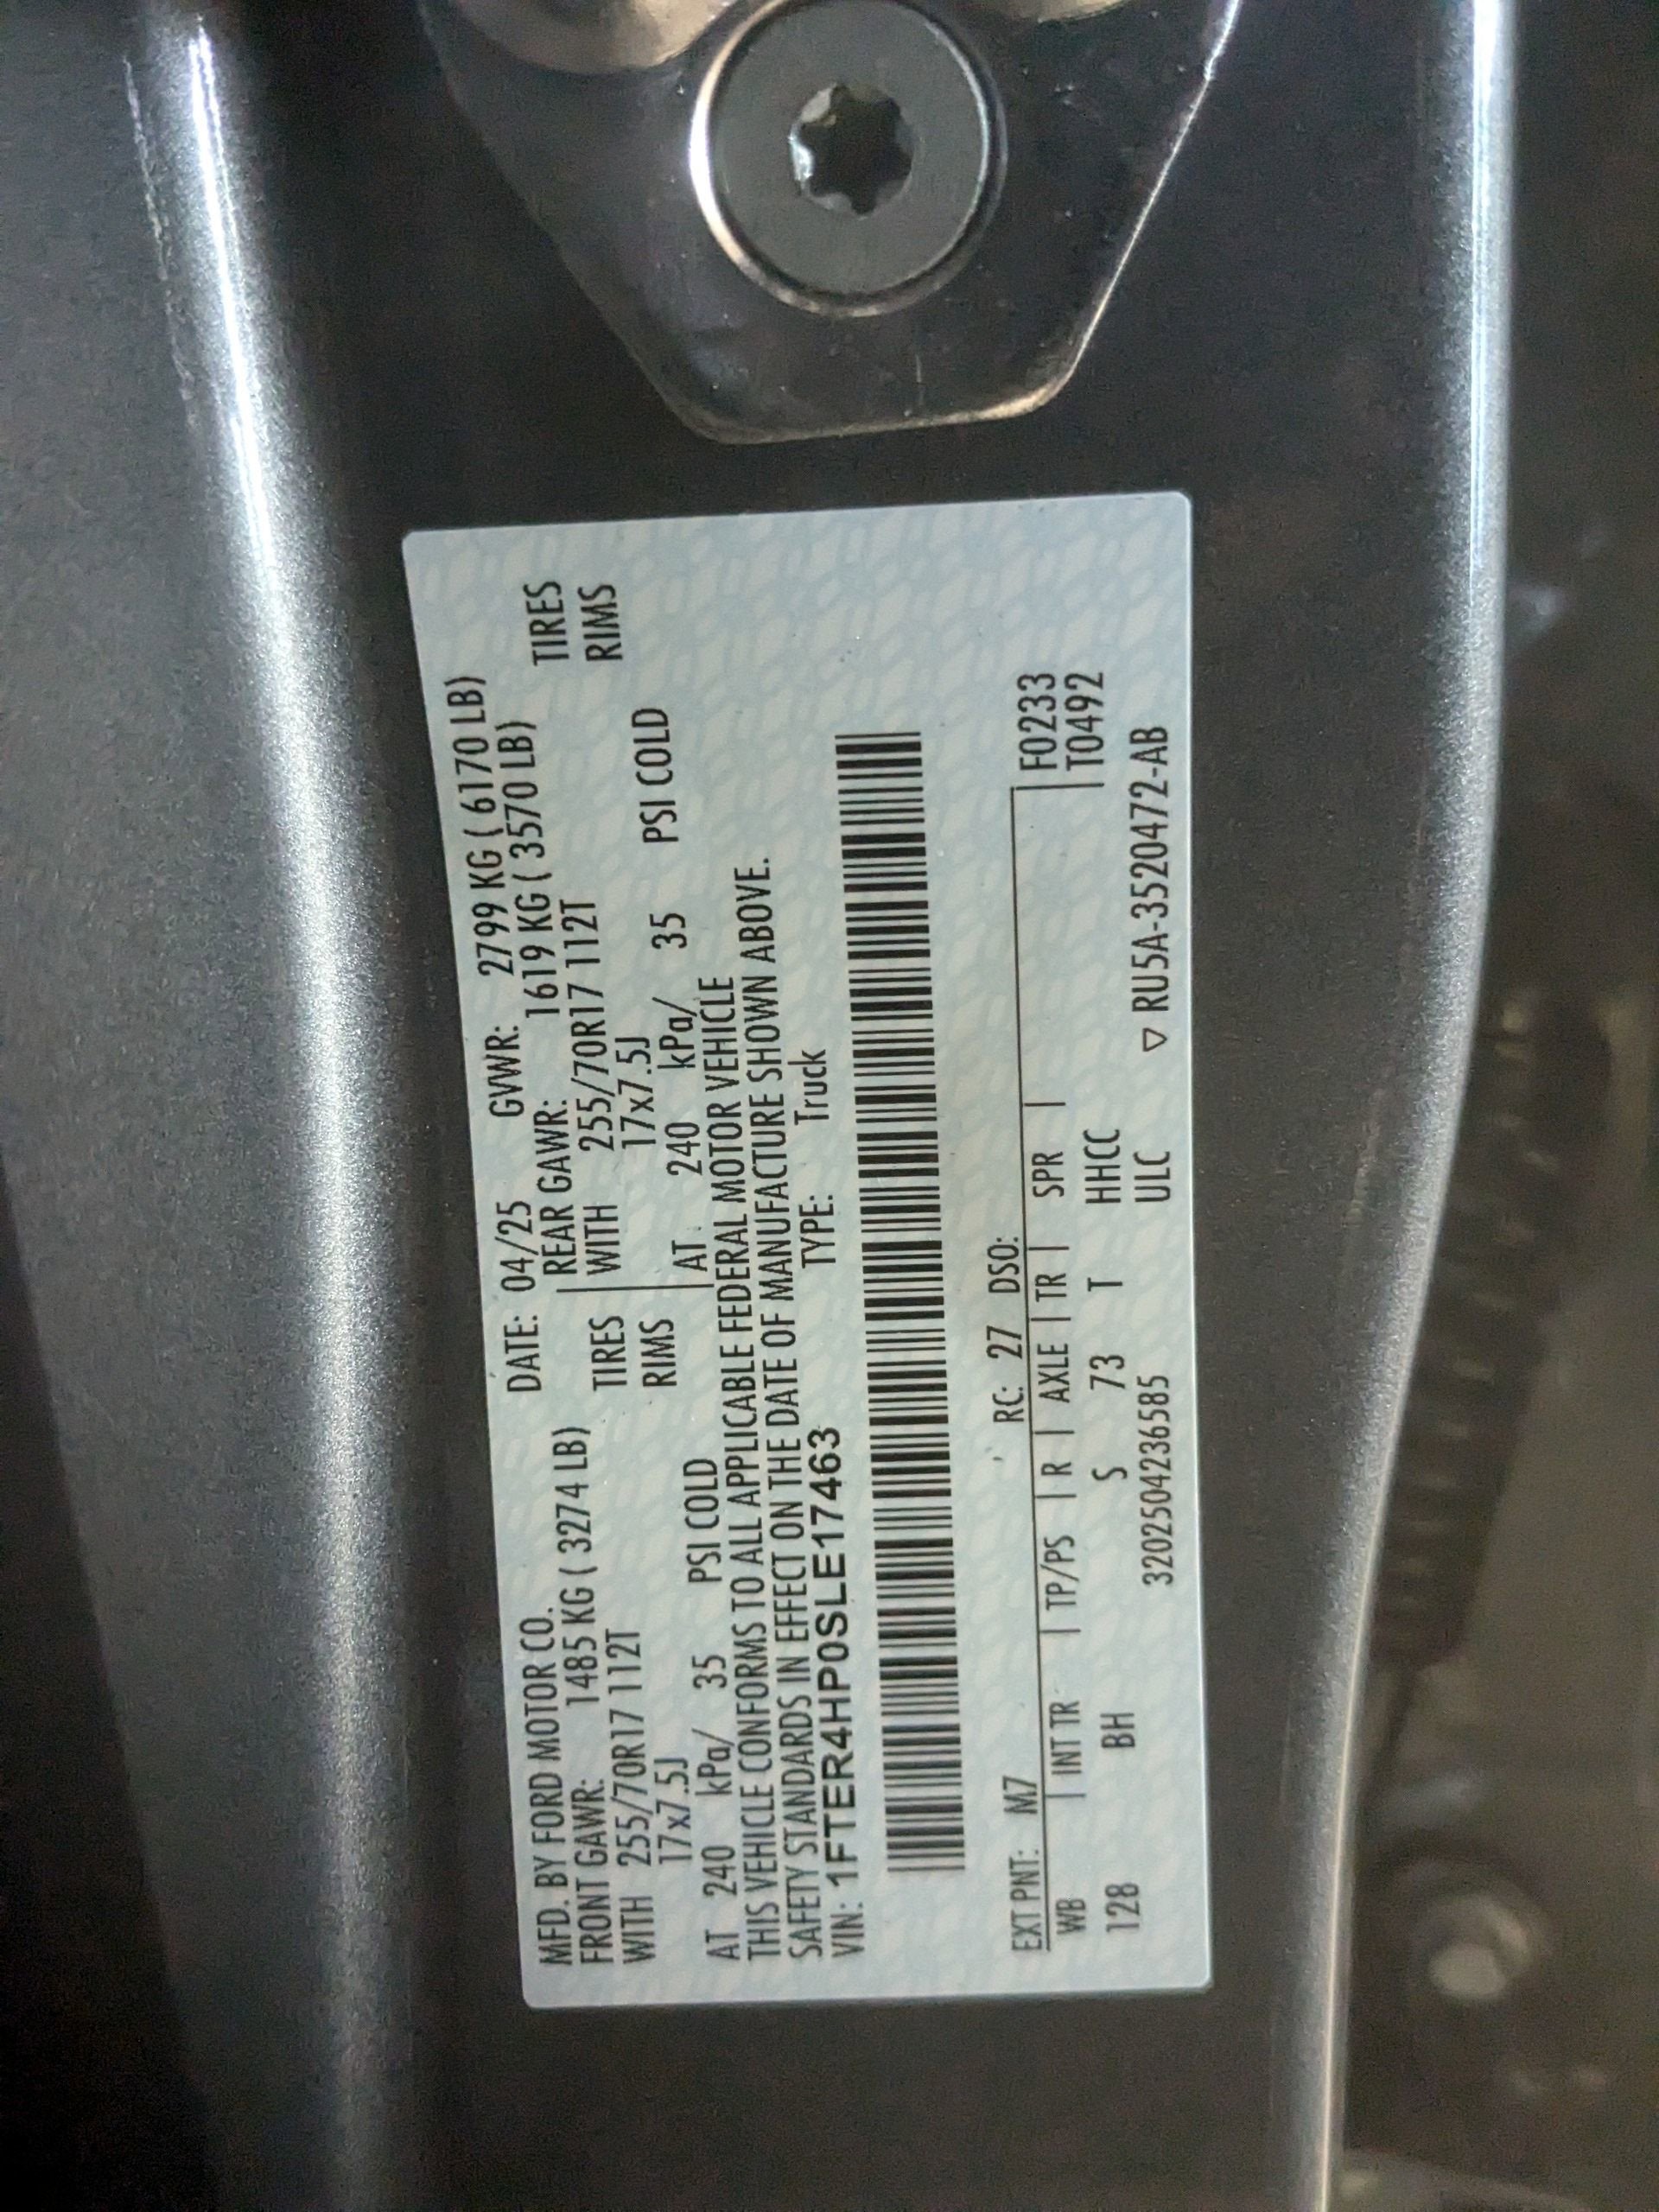 MFD. BY FORD MOTOR CO. DATE: 04/25 GVWR: 2799 KG ( 6170 LB)
FRONT GAWR: 1485 KG ( 3274 LB) REAR GAWR: 1619 KG ( 3570 LB)
WITH 255/70R17 112T TIRES WITH 255/70R17 112T TIRES
17x7.5J RIMS 17x7.5J RIMS
AT 240 kPa/ 35 PSI COLD AT 240 kPa/ 35 PSI COLD
THIS VEHICLE CONFORMS TO ALL APPLICABLE FEDERAL MOTOR VEHICLE
SAFETY STANDARDS IN EFFECT ON THE DATE OF MANUFACTURE SHOWN ABOVE.
VIN: 1FTER4HP0SLE17463 TYPE: Truck
EXT PNT: M7 RC: 27 DSO:
WB | INT TR | TP/PS | R | AXLE | TR | SPR | F0233
128 BH S 73 T HHCC T0492
3202504236585 ULC ▽ RU5A-3520472-AB